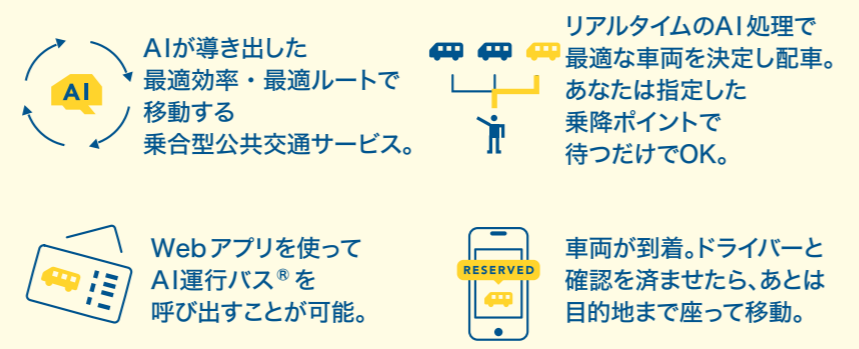 AI
AIが導き出した
最適効率・最適ルートで
移動する
乗合型公共交通サービス。
リアルタイムのAI処理で
最適な車両を決定し配車。
あなたは指定した
乗降ポイントで
待つだけでOK。
Webアプリを使って
AI運行バス®を
呼び出すことが可能。
RESERVED
車両が到着。ドライバーと
確認を済ませたら、あとは
目的地まで座って移動。